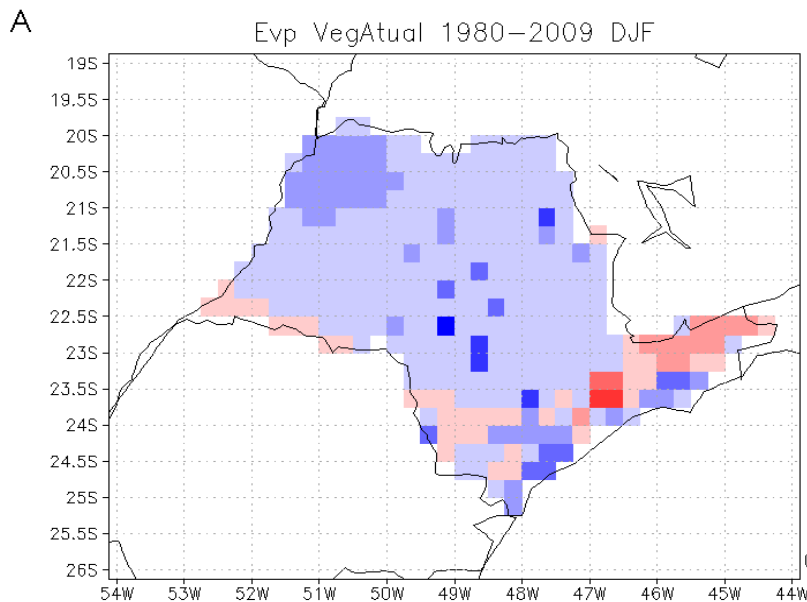 A
Evp VegAtual 1980–2009 DJF
19S
19.5S
20S
20.5S
21S
21.5S
22S
22.5S
23S
23.5S
24S
24.5S
25S
25.5S
26S
54W 53W 52W 51W 50W 49W 48W 47W 46W 45W 44W